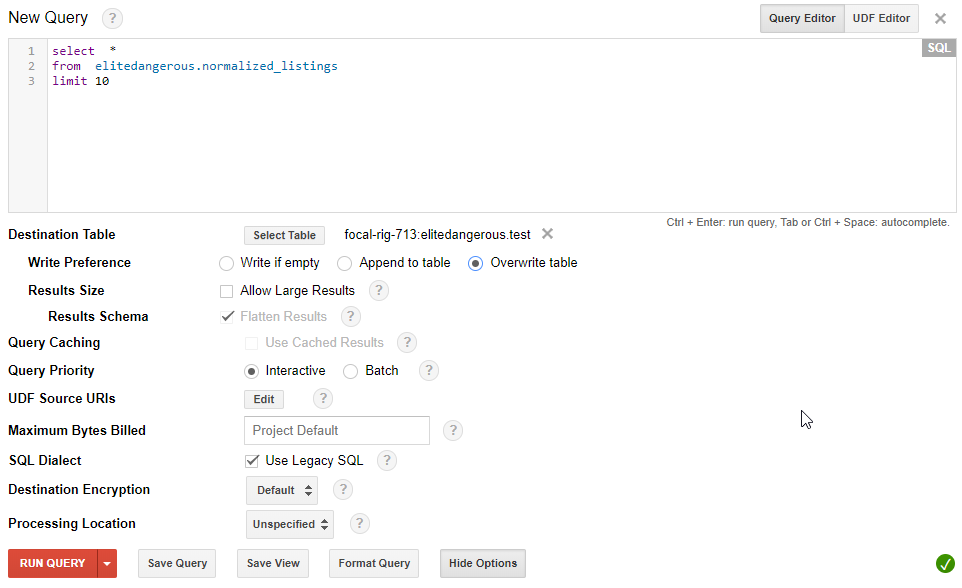 New Query ? Query Editor UDF Editor
SQL
1 select *
2 from elitedangerous.normalized_listings
3 limit 10
Ctrl + Enter: run query, Tab or Ctrl + Space: autocomplete.
Destination Table Select Table focal-rig-713:elitedangerous.test
Write Preference Write if empty Append to table Overwrite table
Results Size Allow Large Results ?
Results Schema Flatten Results ?
Query Caching Use Cached Results ?
Query Priority Interactive Batch ?
UDF Source URIs Edit ?
Maximum Bytes Billed Project Default ?
SQL Dialect Use Legacy SQL ?
Destination Encryption Default ?
Processing Location Unspecified ?
RUN QUERY Save Query Save View Format Query Hide Options